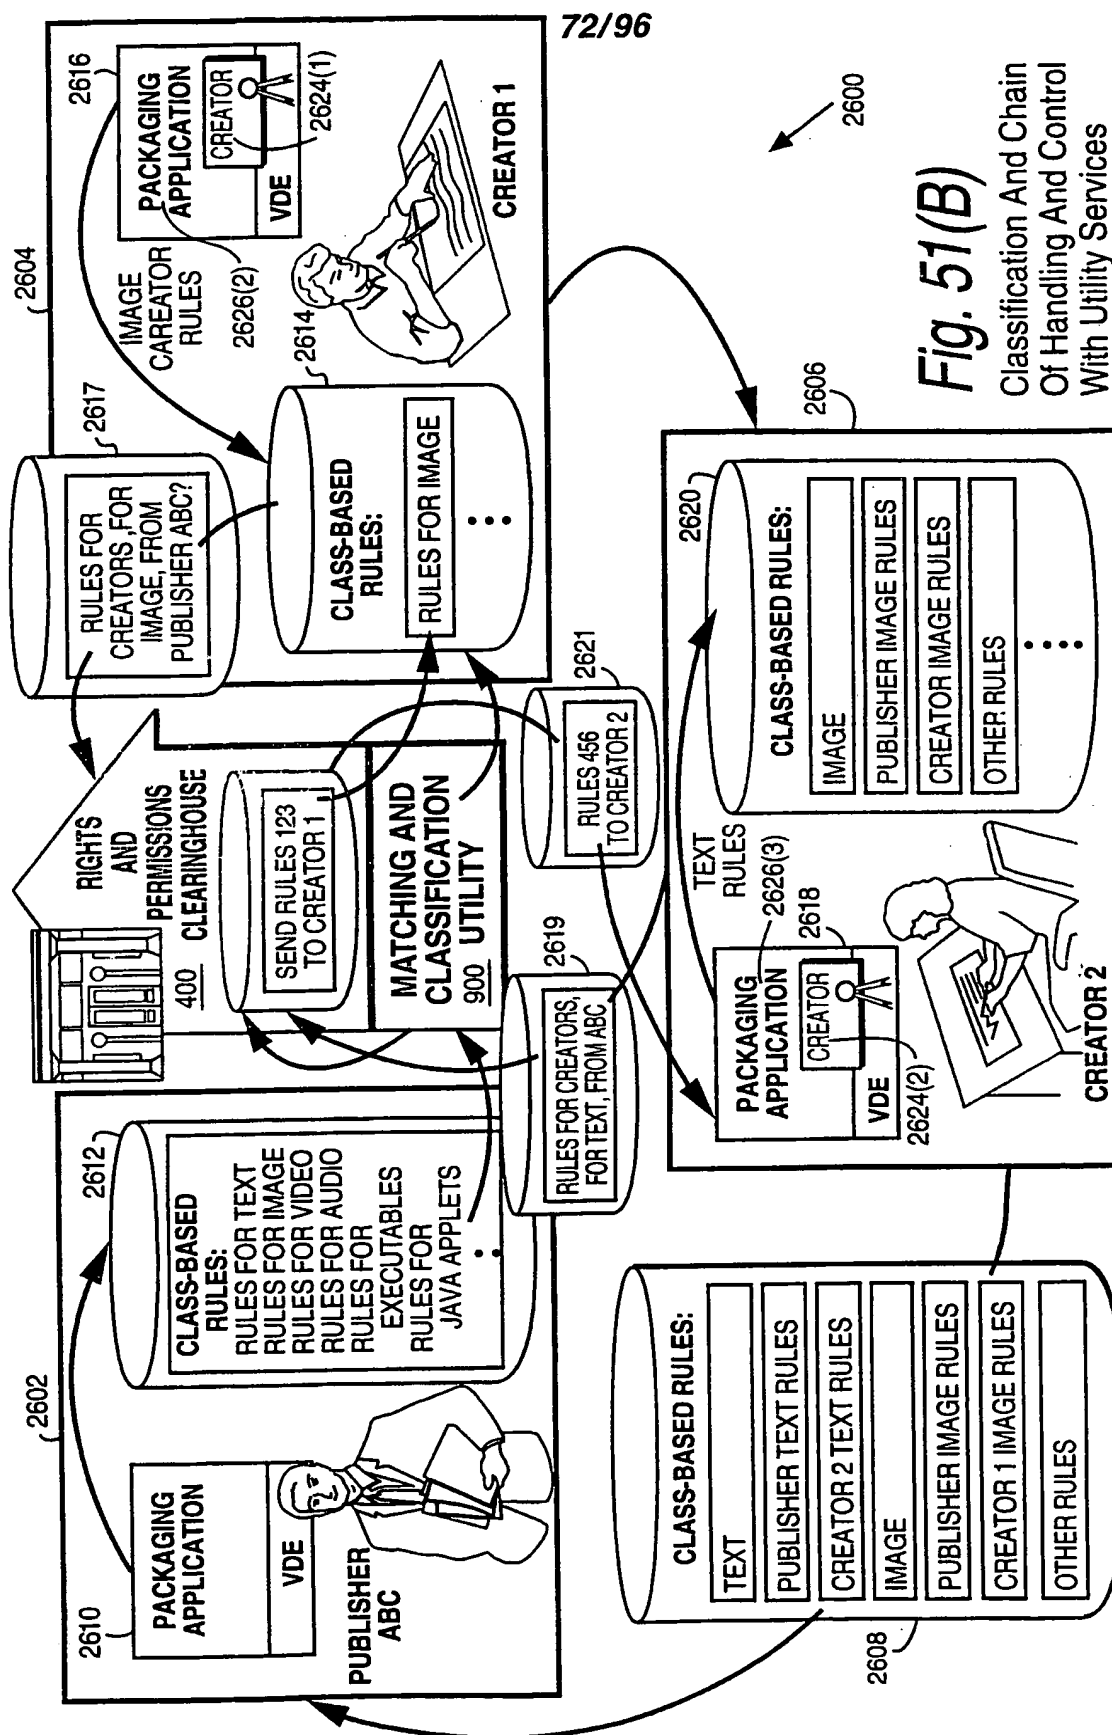 72/96
2602
2610
PACKAGING
APPLICATION
VDE
PUBLISHER
ABC
2612
CLASS-BASED
RULES:
RULES FOR TEXT
RULES FOR IMAGE
RULES FOR VIDEO
RULES FOR AUDIO
RULES FOR
EXECUTABLES
RULES FOR
JAVA APPLETS
RIGHTS
AND
PERMISSIONS
CLEARINGHOUSE
400
SEND RULES 123
TO CREATOR 1
MATCHING AND
CLASSIFICATION
900 UTILITY
2617
RULES FOR
CREATORS ,FOR
IMAGE, FROM
PUBLISHER ABC?
2604
2616
PACKAGING
APPLICATION
CREATOR
VDE
2624(1)
IMAGE
CAREATOR
RULES
2626(2)
2614
CLASS-BASED
RULES:
RULES FOR IMAGE
CREATOR 1
2619
RULES FOR CREATORS,
FOR TEXT, FROM ABC
2621
RULES 456
TO CREATOR 2
2608
CLASS-BASED RULES:
TEXT
PUBLISHER TEXT RULES
CREATOR 2 TEXT RULES
IMAGE
PUBLISHER IMAGE RULES
CREATOR 1 IMAGE RULES
OTHER RULES
2606
PACKAGING
APPLICATION
CREATOR
VDE
2624(2)
2626(3)
2618
TEXT
RULES
CREATOR 2
2620
CLASS-BASED RULES:
IMAGE
PUBLISHER IMAGE RULES
CREATOR IMAGE RULES
OTHER. RULES
2600
Fig. 51(B)
Classification And Chain
Of Handling And Control
With Utility Services